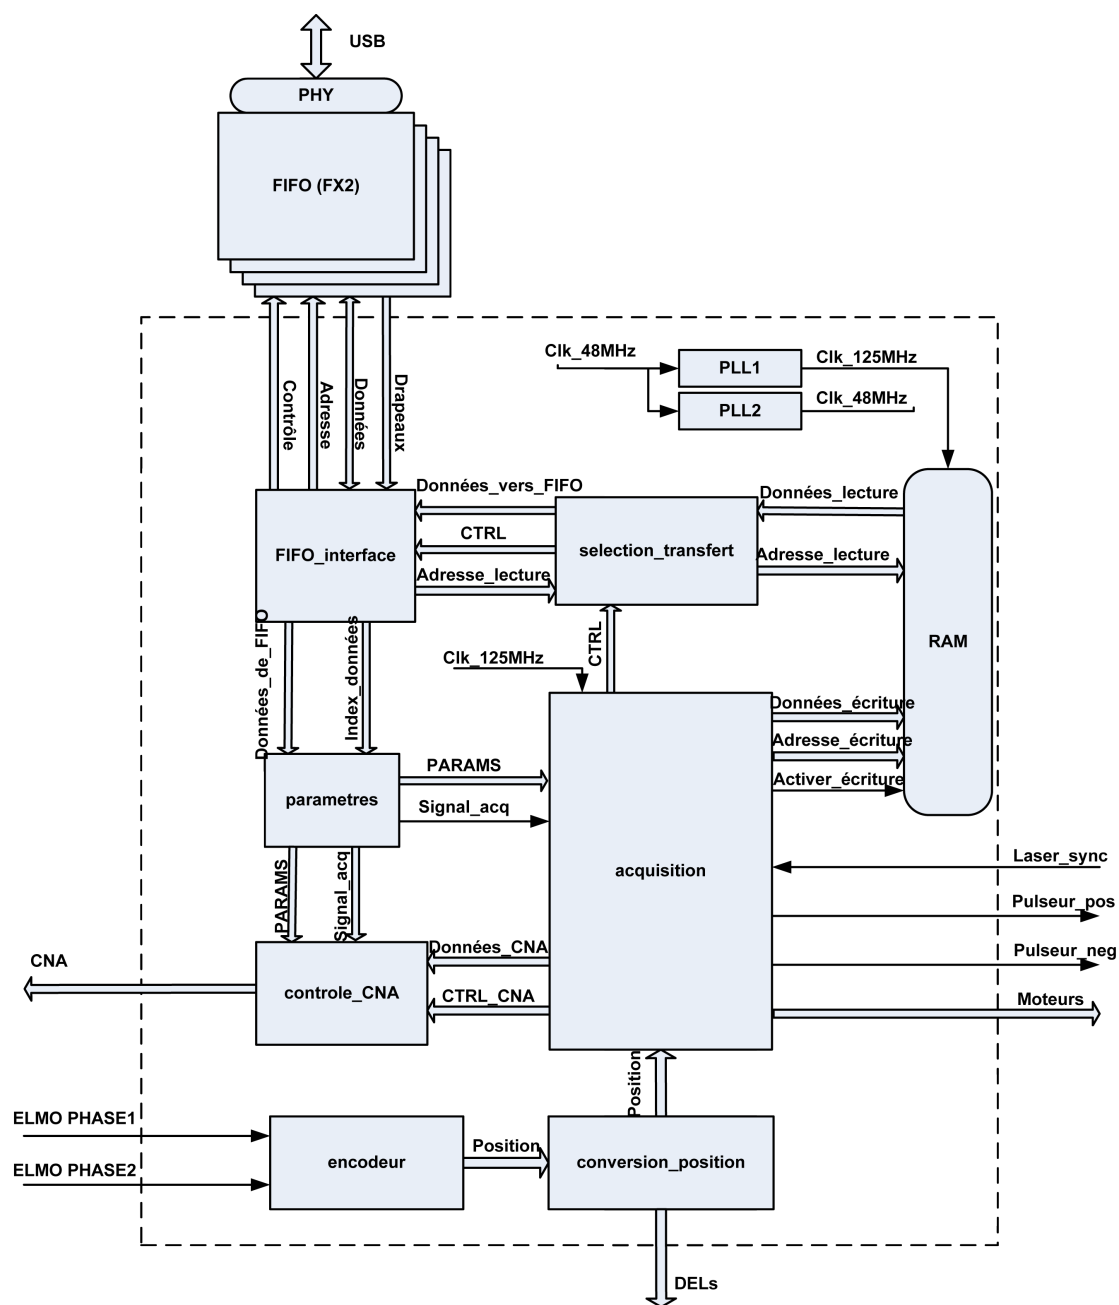 USB
PHY
FIFO (FX2)
Contrôle
Adresse
Données
Drapeaux
Clk_48MHz
PLL1
Clk_125MHz
PLL2
Clk_48MHz
Données_vers_FIFO
CTRL
Adresse_lecture
FIFO_interface
selection_transfert
Données_lecture
Adresse_lecture
RAM
Données_de_FIFO
Index_données
Clk_125MHz
CTRL
Données_écriture
Adresse_écriture
Activer_écriture
parametres
PARAMS
Signal_acq
acquisition
PARAMS
Signal_acq
Laser_sync
Pulseur_pos
Pulseur_neg
Moteurs
CNA
controle_CNA
Données_CNA
CTRL_CNA
Position
ELMO PHASE1
ELMO PHASE2
encodeur
Position
conversion_position
DELs